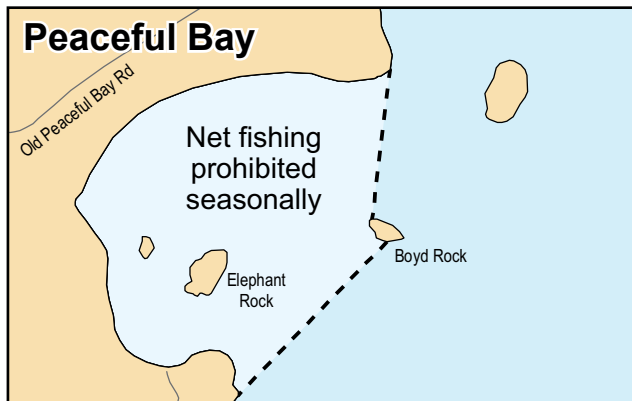 Peaceful Bay
Old Peaceful Bay Rd
Net fishing
prohibited
seasonally
Boyd Rock
Elephant
Rock